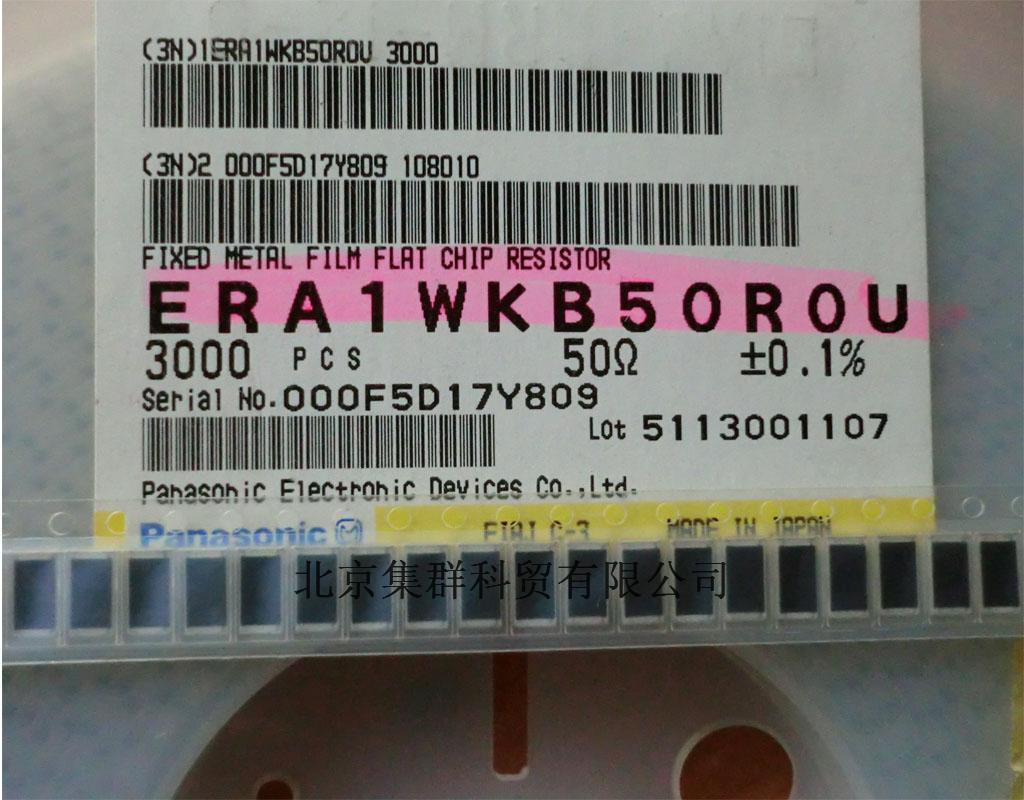 (3N)1ERA1WKB50R0U 3000
(3N)2 000F5D17Y809 108010
FIXED METAL FILM FLAT CHIP RESISTOR
ERA1WKB50R0U
3000 PCS 50Ω ±0.1%
Serial No.000F5D17Y809
Lot 5113001107
Panasonic Electronic Devices Co.,Ltd.
Panasonic EIAJ C-3 MADE IN JAPAN
北京集群科贸有限公司